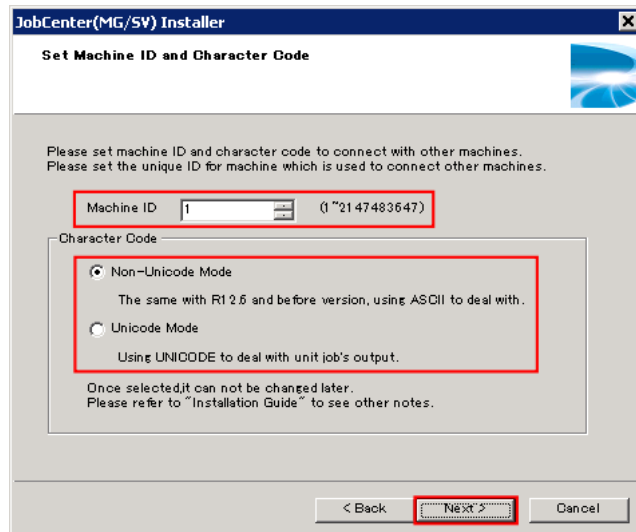 JobCenter(MG/SV) Installer
Set Machine ID and Character Code
Please set machine ID and character code to connect with other machines.
Please set the unique ID for machine which is used to connect other machines.
Machine ID 1 (1~2147483647)
Character Code
Non-Unicode Mode
The same with R12.6 and before version, using ASCII to deal with.
Unicode Mode
Using UNICODE to deal with unit job's output.
Once selected,it can not be changed later.
Please refer to "Installation Guide" to see other notes.
< Back Next > Cancel